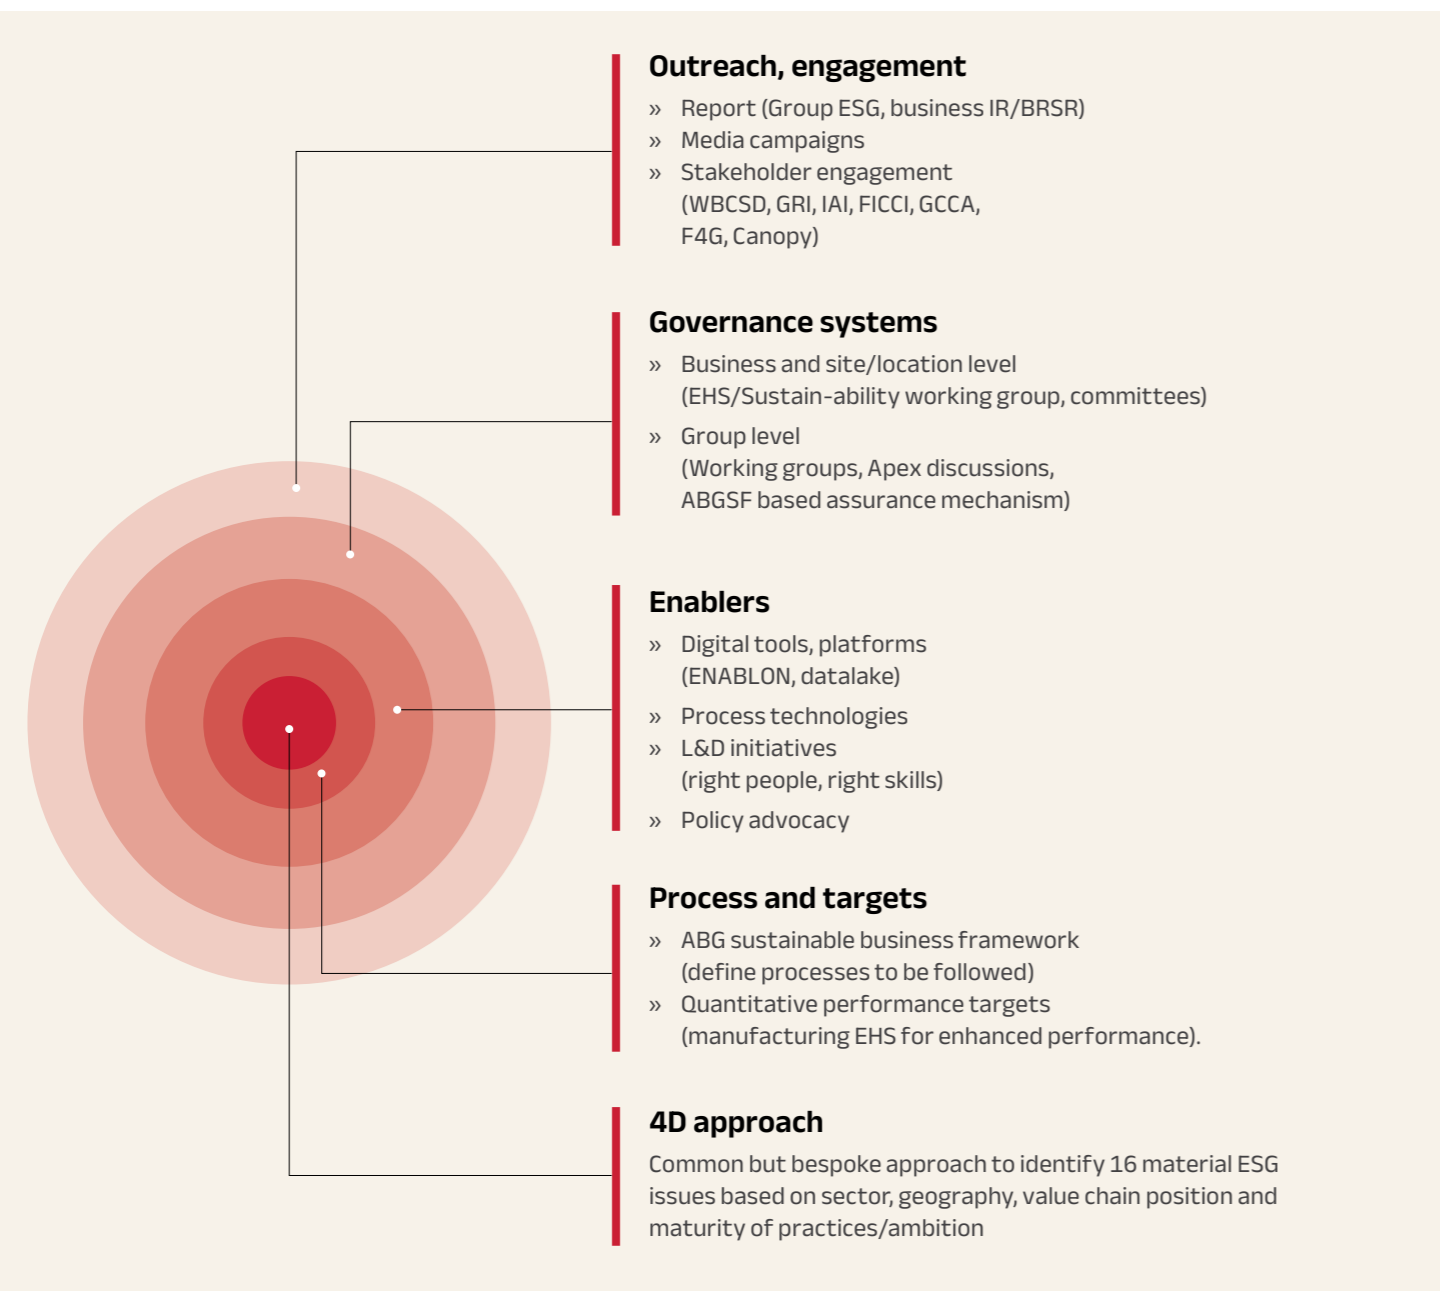 Outreach, engagement
» Report (Group ESG, business IR/BRSR)
» Media campaigns
» Stakeholder engagement
(WBCSD, GRI, IAI, FICCI, GCCA,
F4G, Canopy)
Governance systems
» Business and site/location level
(EHS/Sustain-ability working group, committees)
» Group level
(Working groups, Apex discussions,
ABGSF based assurance mechanism)
Enablers
» Digital tools, platforms
(ENABLON, datalake)
» Process technologies
» L&D initiatives
(right people, right skills)
» Policy advocacy
Process and targets
» ABG sustainable business framework
(define processes to be followed)
» Quantitative performance targets
(manufacturing EHS for enhanced performance).
4D approach
Common but bespoke approach to identify 16 material ESG
issues based on sector, geography, value chain position and
maturity of practices/ambition